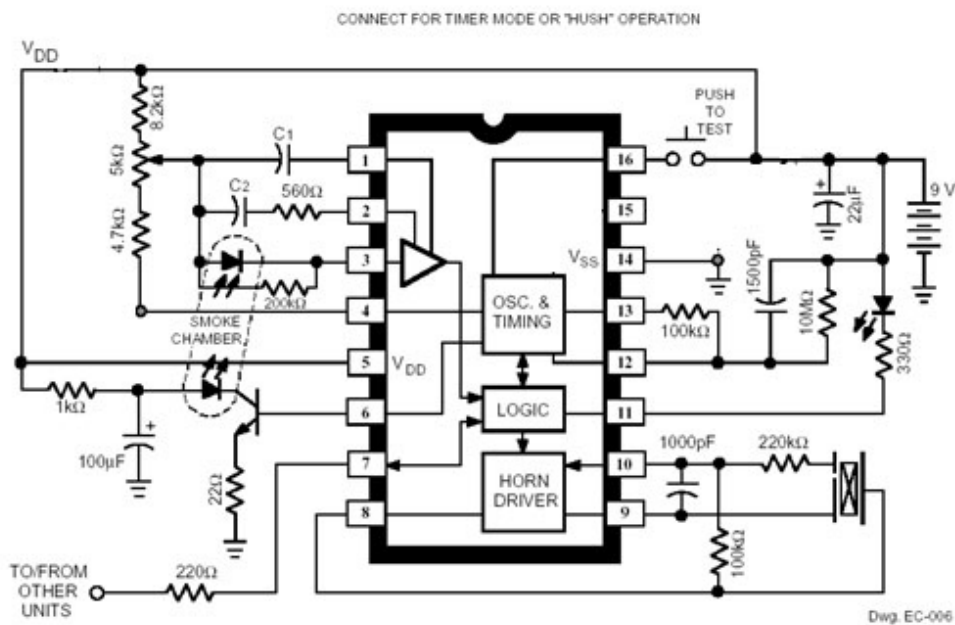 CONNECT FOR TIMER MODE OR "HUSH" OPERATION
VDD
8.2kΩ
5kΩ
4.7kΩ
C1
C2
560Ω
200kΩ
SMOKE
CHAMBER
1kΩ
100µF
22Ω
TO/FROM
OTHER
UNITS
220Ω
1
2
3
4
5
6
7
8
VDD
VSS
OSC. &
TIMING
LOGIC
HORN
DRIVER
16
15
14
13
12
11
10
9
PUSH
TO
TEST
+
22µF
9 V
1500pF
10MΩ
330Ω
100kΩ
1000pF
220kΩ
100kΩ
+
Dwg. EC-006